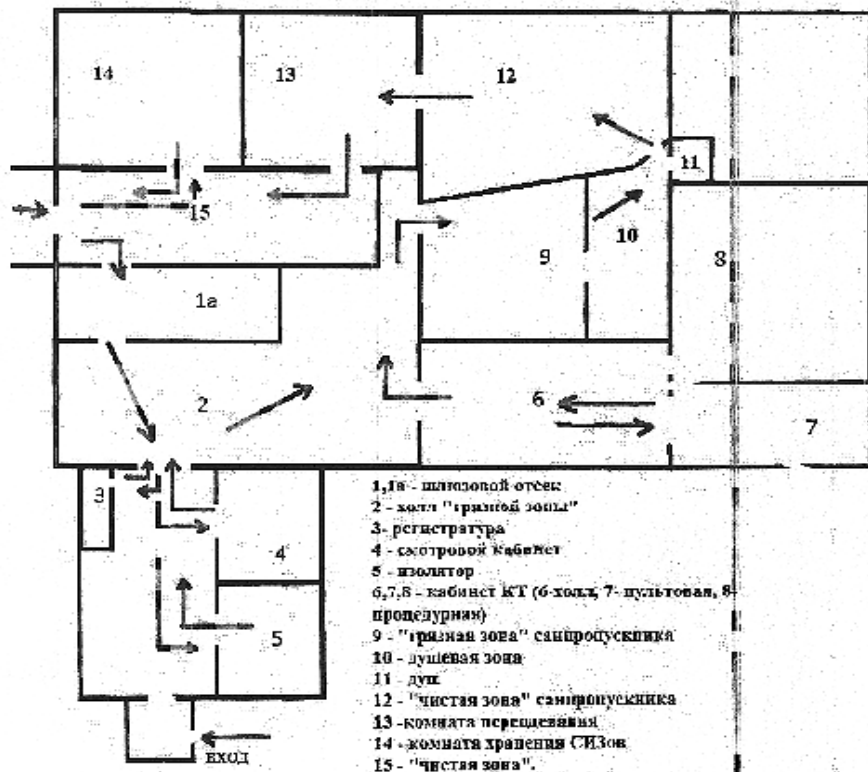 14
13
12
11
15
10
9
8
1а
2
6
7
3
4
5
вход
1,1а - шлюзовой отсек
2 - холл "грязной зоны"
3- регистратура
4 - смотровой кабинет
5 - изолятор
6,7,8 - кабинет КТ (6-холл, 7- пультовая, 8-
процедурная)
9 - "грязная зона" санпропускника
10 - душевая зона
11 - душ
12 - "чистая зона" санпропускника
13 -комната переодевания
14 - комната хранения СИЗов
15 - "чистая зона".